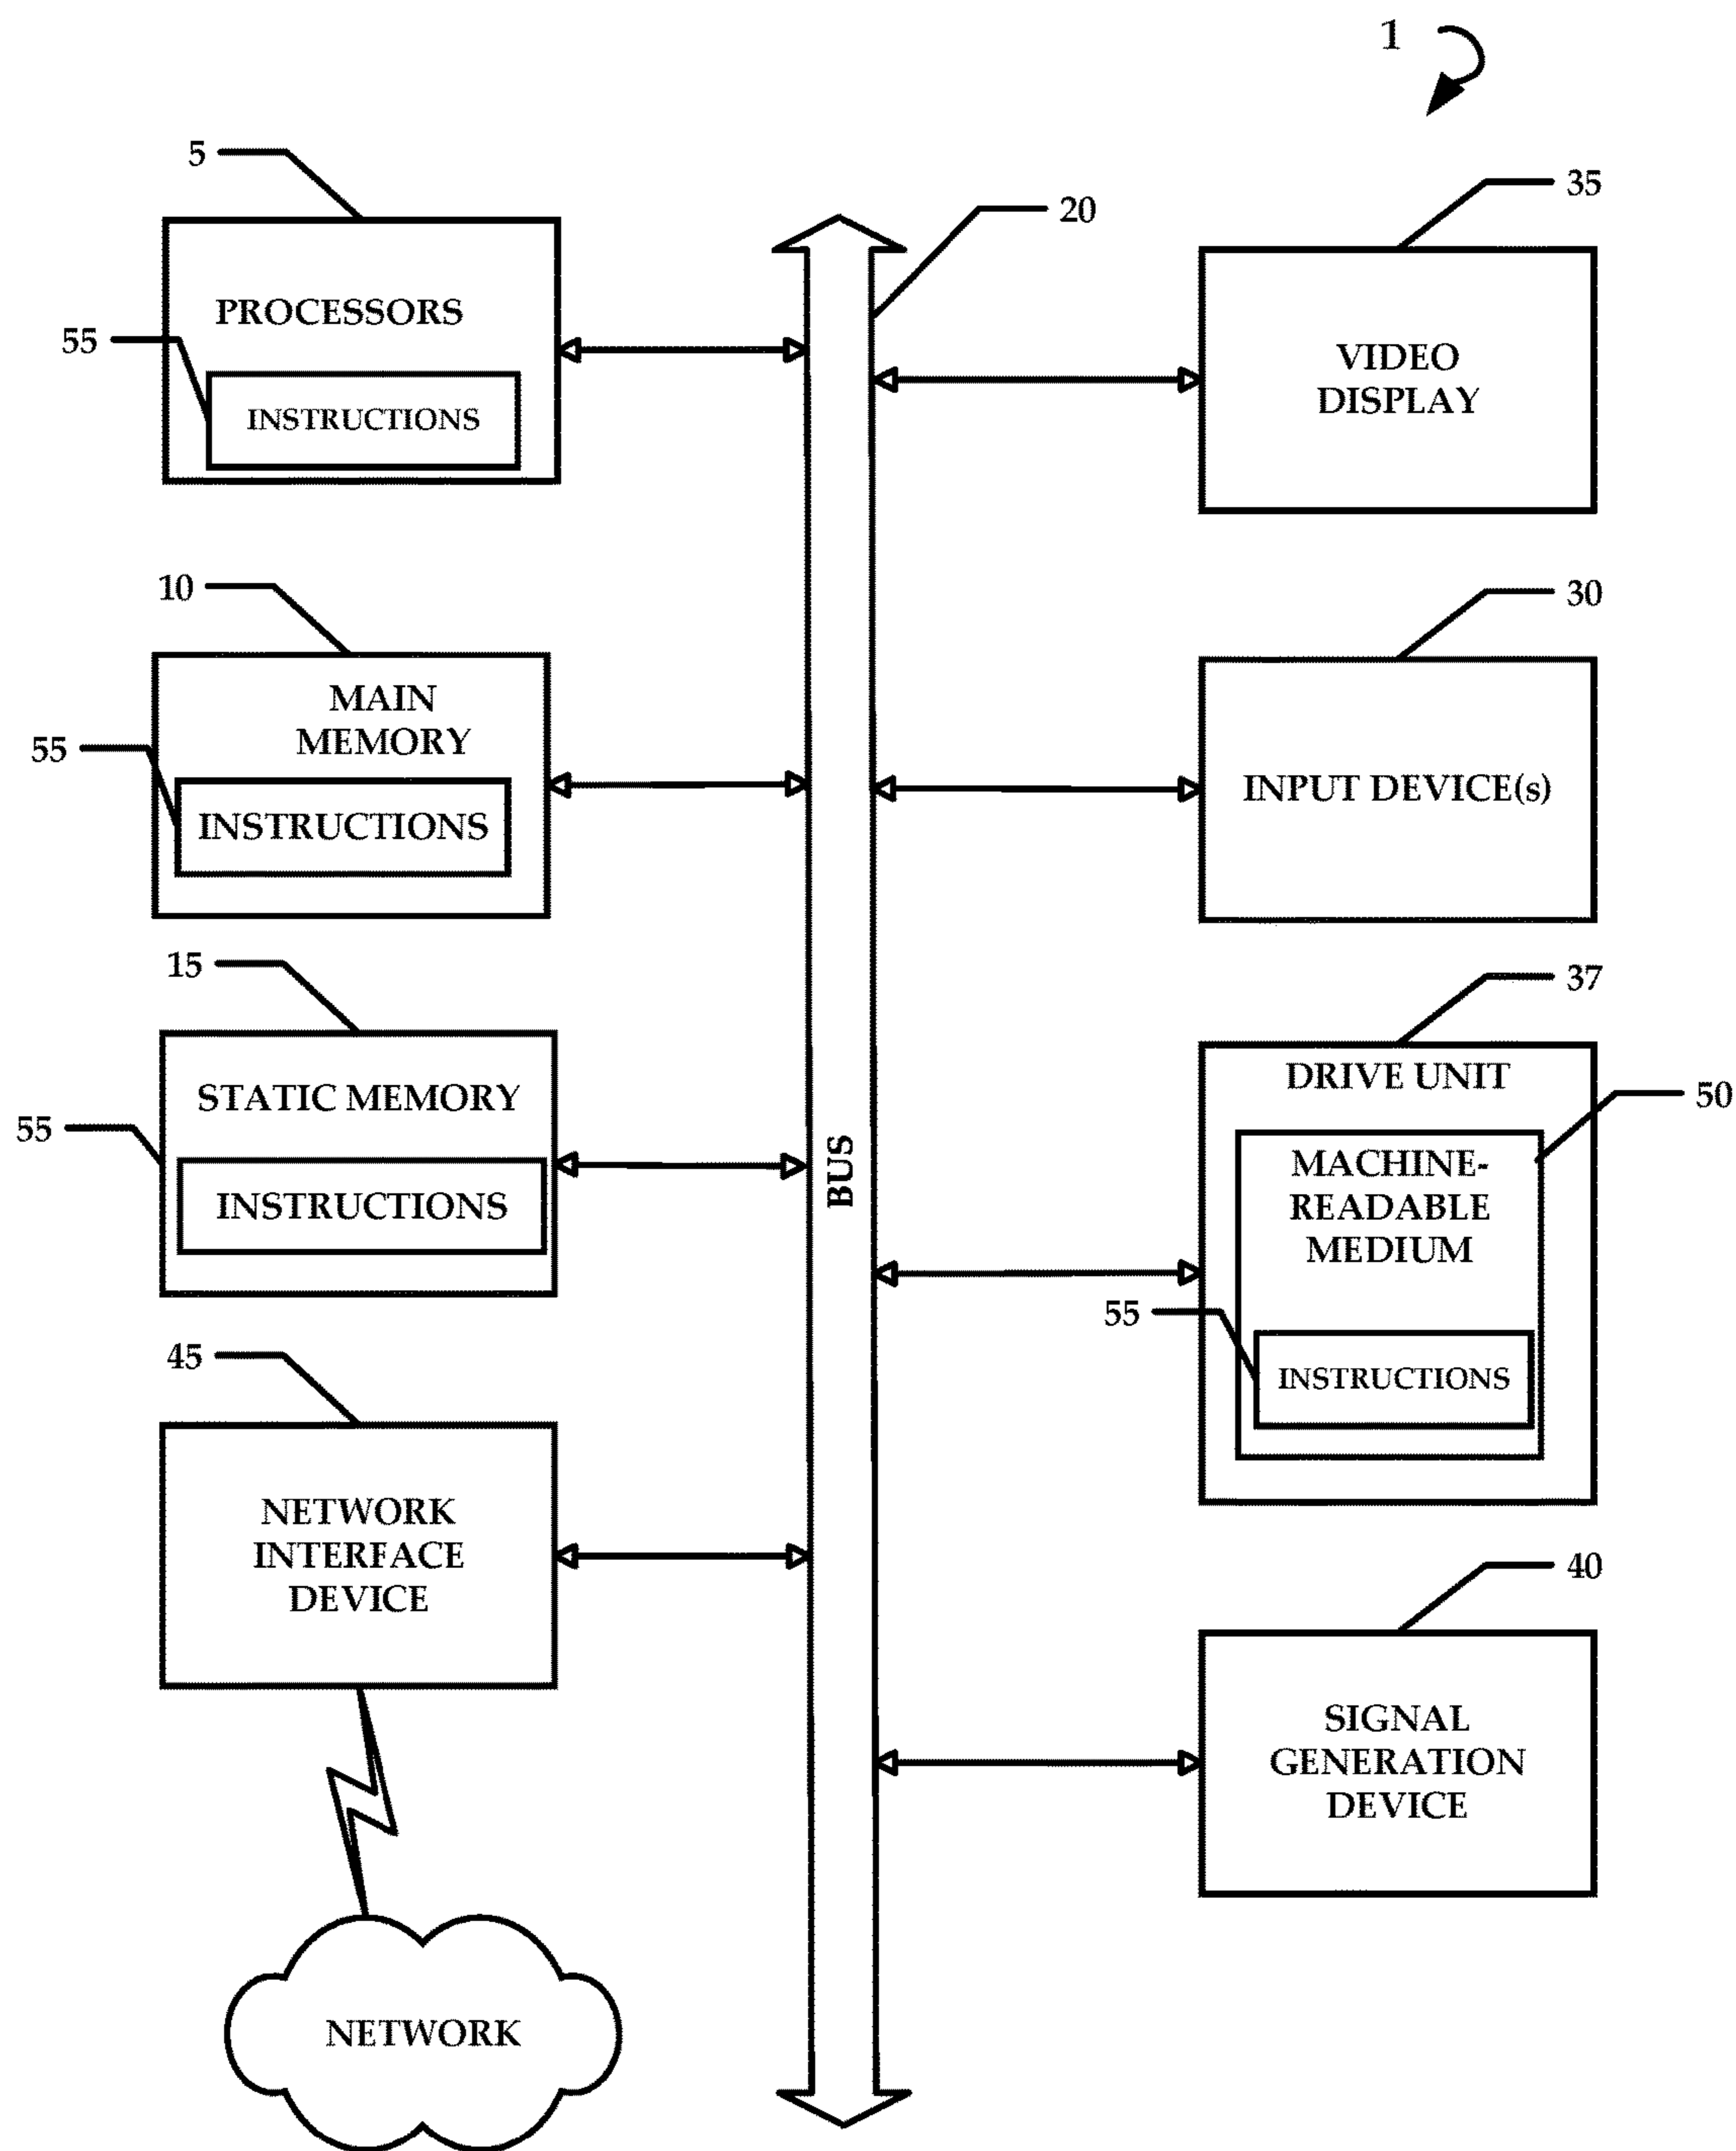 1
5
20
35
PROCESSORS
55
INSTRUCTIONS
VIDEO
DISPLAY
10
30
MAIN
MEMORY
55
INSTRUCTIONS
INPUT DEVICE(s)
15
37
STATIC MEMORY
55
INSTRUCTIONS
BUS
DRIVE UNIT
50
MACHINE-
READABLE
MEDIUM
55
INSTRUCTIONS
45
NETWORK
INTERFACE
DEVICE
40
SIGNAL
GENERATION
DEVICE
NETWORK